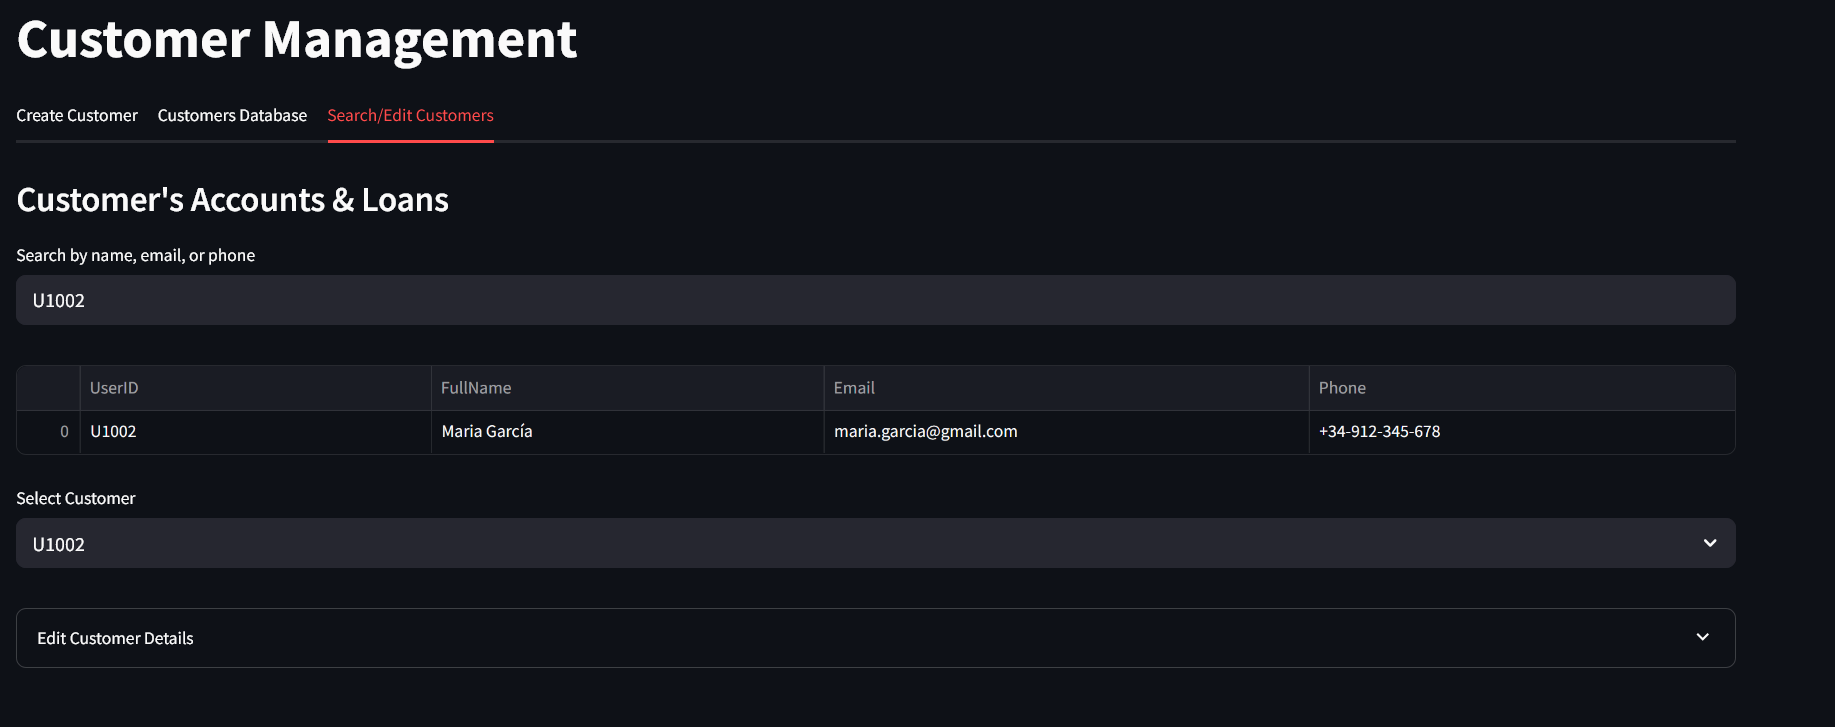 Customer Management
Create Customer Customers Database Search/Edit Customers
Customer's Accounts & Loans
Search by name, email, or phone
U1002
UserID FullName Email Phone
0 U1002 Maria García maria.garcia@gmail.com +34-912-345-678
Select Customer
U1002
Edit Customer Details